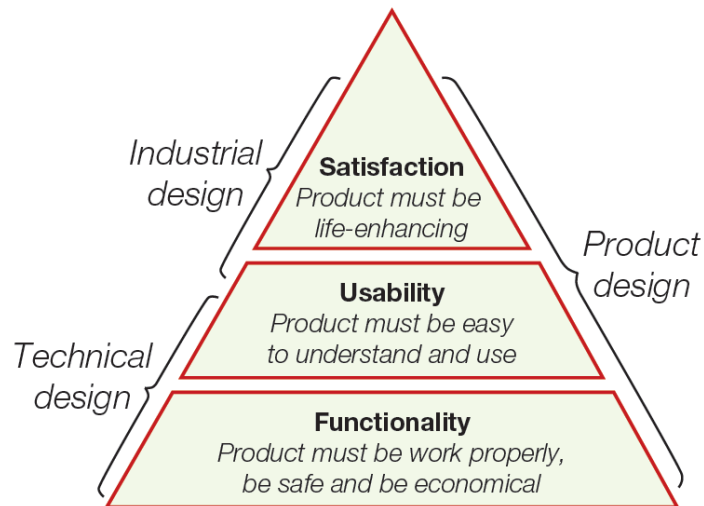 Industrial
design
Satisfaction
Product must be
life-enhancing
Product
design
Usability
Product must be easy
to understand and use
Technical
design
Functionality
Product must be work properly,
be safe and be economical